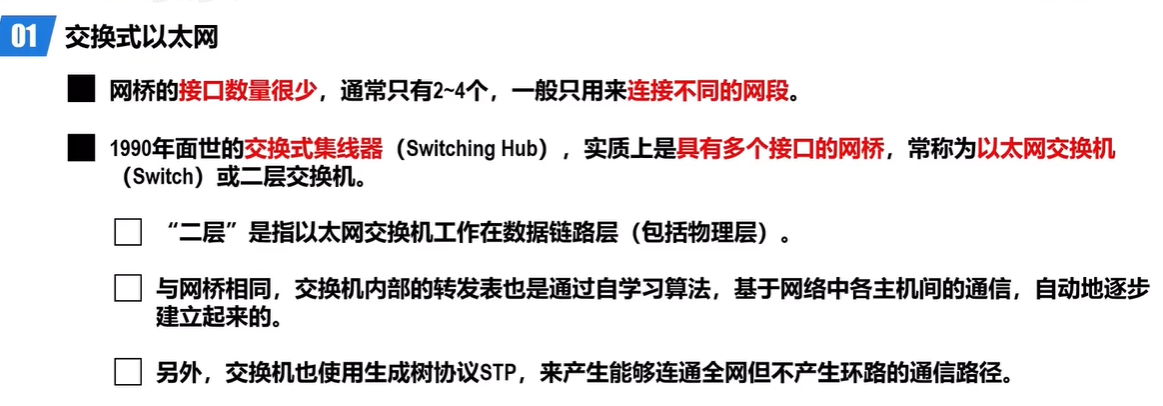 01 交换式以太网
网桥的接口数量很少，通常只有2~4个，一般只用来连接不同的网段。
1990年面世的交换式集线器（Switching Hub），实质上是具有多个接口的网桥，常称为以太网交换机
（Switch）或二层交换机。
“二层”是指以太网交换机工作在数据链路层（包括物理层）。
与网桥相同，交换机内部的转发表也是通过自学习算法，基于网络中各主机间的通信，自动地逐步
建立起来的。
另外，交换机也使用生成树协议STP，来产生能够连通全网但不产生环路的通信路径。